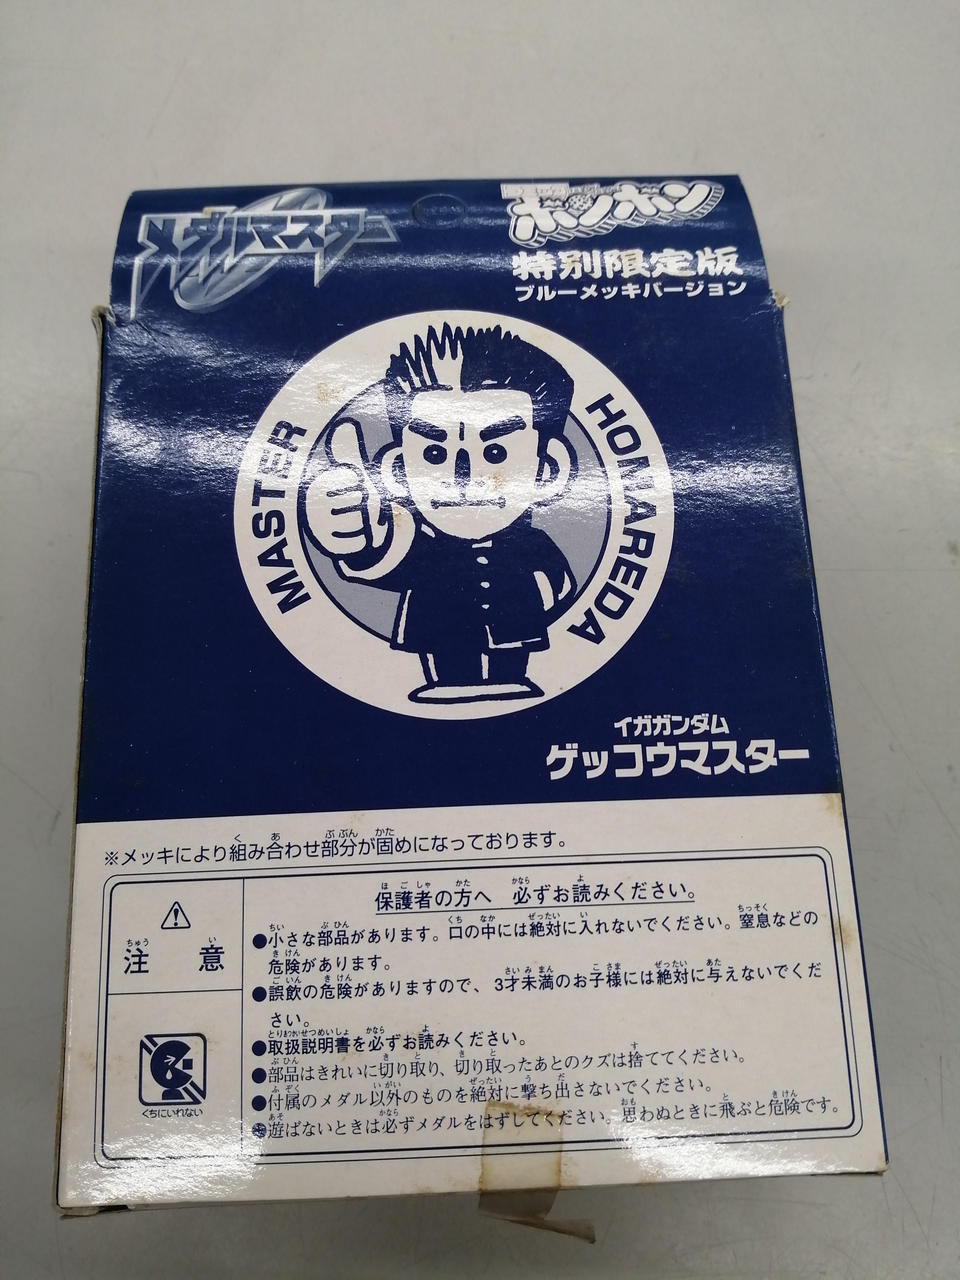 メダルマスター
ボンボン
特別限定版
ブルーメッキバージョン
MASTER
HOMAREDA
イガガンダム
ゲッコウマスター
※メッキにより組み合わせ部分が固めになっております。
注意
くちにいれない
保護者の方へ 必ずお読みください。
●小さな部品があります。口の中には絶対に入れないでください。窒息などの
危険があります。
●誤飲の危険がありますので、3才未満のお子様には絶対に与えないでくだ
さい。
●取扱説明書を必ずお読みください。
●部品はきれいに切り取り、切り取ったあとのクズは捨ててください。
●付属のメダル以外のものを絶対に撃ち出さないでください。
●遊ばないときは必ずメダルをはずしてください。思わぬときに飛ぶと危険です。